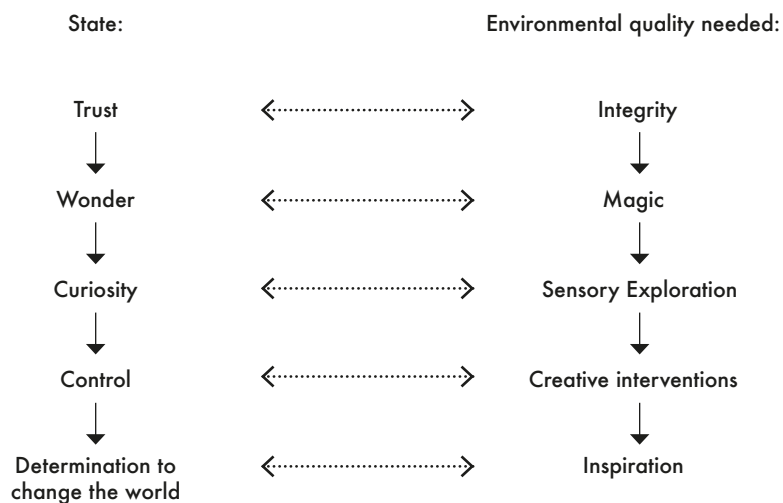 State:
Environmental quality needed:
Trust
Integrity
Wonder
Magic
Curiosity
Sensory Exploration
Control
Creative interventions
Determination to
change the world
Inspiration